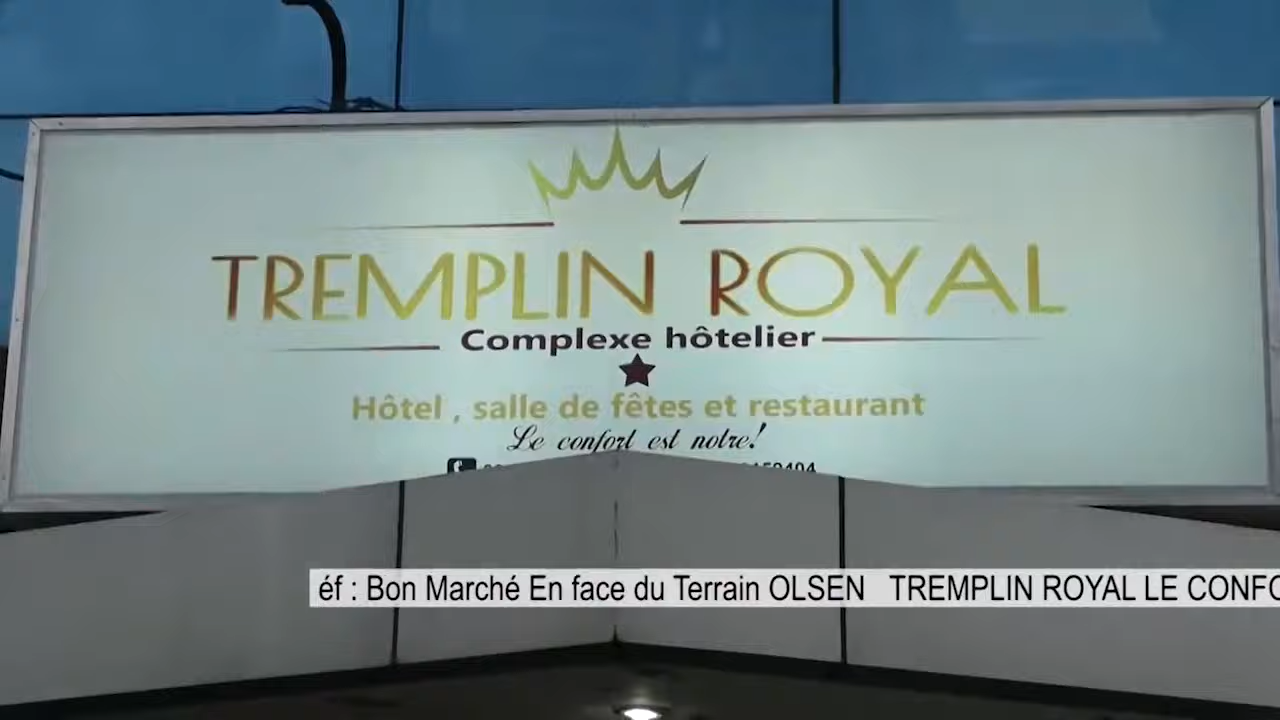 TREMPLIN ROYAL
Complexe hôtelier
Hôtel , salle de fêtes et restaurant
Le confort est notre!
éf : Bon Marché En face du Terrain OLSEN TREMPLIN ROYAL LE CONFO